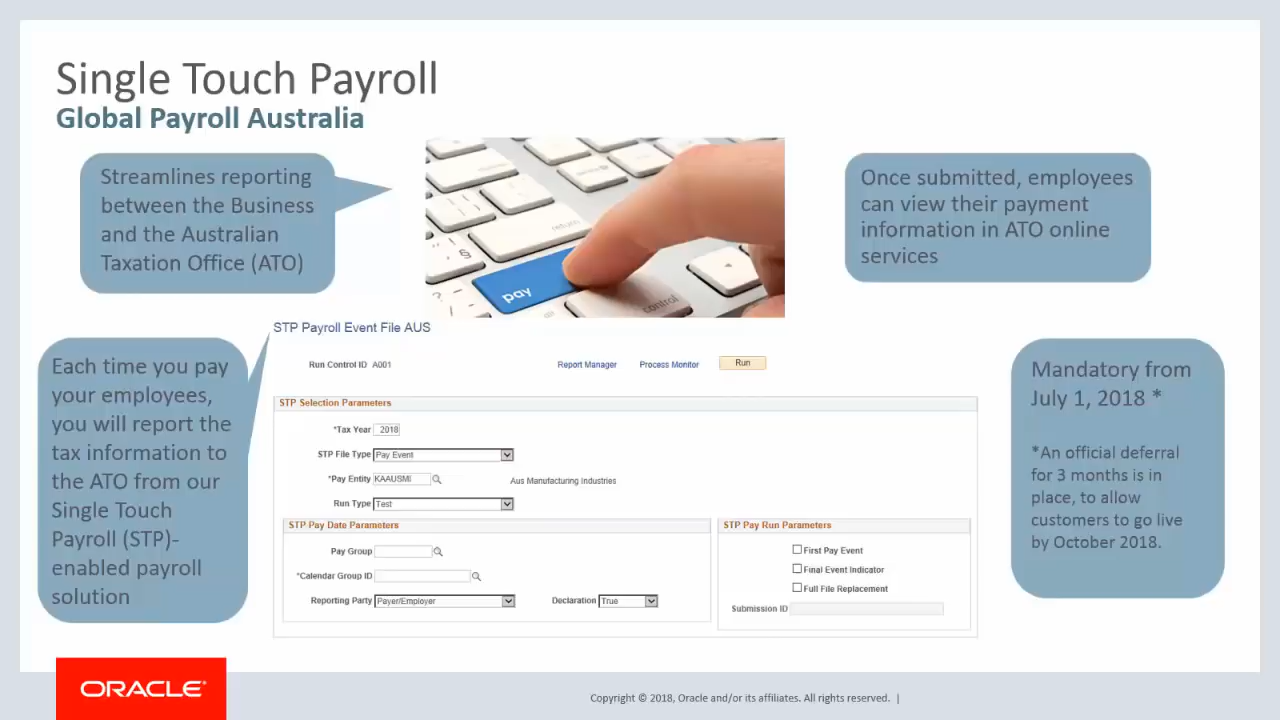 Single Touch Payroll
Global Payroll Australia
Streamlines reporting
between the Business
and the Australian
Taxation Office (ATO)
return
§
pay
control
Once submitted, employees
can view their payment
information in ATO online
services
Each time you pay
your employees,
you will report the
tax information to
the ATO from our
Single Touch
Payroll (STP)-
enabled payroll
solution
STP Payroll Event File AUS
Run Control ID A001 Report Manager Process Monitor Run
STP Selection Parameters
*Tax Year 2018
STP File Type Pay Event
*Pay Entity KAAUSMI Aus Manufacturing Industries
Run Type Test
STP Pay Date Parameters
Pay Group
*Calendar Group ID
Reporting Party Payer/Employer Declaration True
STP Pay Run Parameters
First Pay Event
Final Event Indicator
Full File Replacement
Submission ID
Mandatory from
July 1, 2018 *
*An official deferral
for 3 months is in
place, to allow
customers to go live
by October 2018.
ORACLE®
Copyright © 2018, Oracle and/or its affiliates. All rights reserved. |